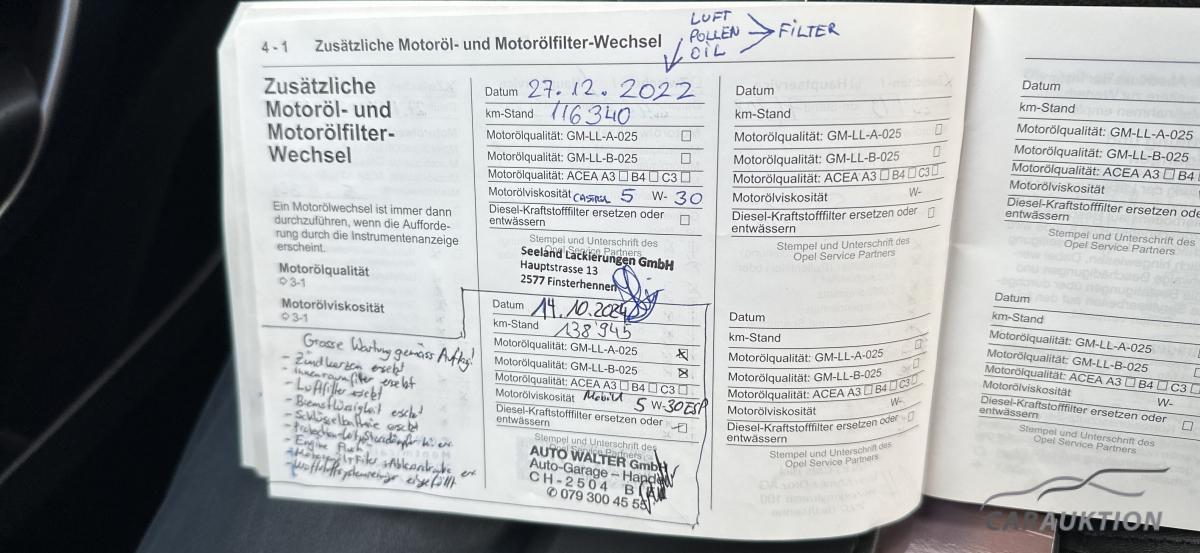 4 - 1 Zusätzliche Motoröl- und Motorölfilter-Wechsel
LUFT
POLLEN
OIL
FILTER
Zusätzliche
Motoröl- und
Motorölfilter-
Wechsel
Ein Motorölwechsel ist immer dann
durchzuführen, wenn die Aufforde-
rung durch die Instrumentenanzeige
erscheint.
Motorölqualität
3-1
Motorölviskosität
3-1
Grosse Wartung gemäss Auftrag
- Zündkerzen ersetzt
- Innenraumfilter ersetzt
- Luftfilter ersetzt
- Bremsflüssigkeit ersetzt
- Schlüsselbatterie ersetzt
- Engine Flush
Datum 27.12.2022
km-Stand 116340
Motorölqualität: GM-LL-A-025
Motorölqualität: GM-LL-B-025
Motorölqualität: ACEA A3 B4 C3
Motorölviskosität CASTROL 5 W- 30
Diesel-Kraftstofffilter ersetzen oder
entwässern
Stempel und Unterschrift des
Opel Service Partners
Seeland Lackierungen GmbH
Hauptstrasse 13
2577 Finsterhennen
Datum 14.10.2024
km-Stand 138'945
Motorölqualität: GM-LL-A-025
Motorölqualität: GM-LL-B-025
Motorölqualität: ACEA A3 B4 C3
Motorölviskosität Mobil 5 W-30 ESP
Diesel-Kraftstofffilter ersetzen oder
entwässern
Stempel und Unterschrift des
Opel Service Partners
AUTO WALTER GmbH
Auto-Garage – Handel
CH-2504 B
✆ 079 300 45 55
Datum
km-Stand
Motorölqualität: GM-LL-A-025
Motorölqualität: GM-LL-B-025
Motorölqualität: ACEA A3 B4 C3
Motorölviskosität W-
Diesel-Kraftstofffilter ersetzen oder
entwässern
Stempel und Unterschrift des
Opel Service Partners
Datum
km-Stand
Motorölqualität: GM-LL-A-025
Motorölqualität: GM-LL-B-025
Motorölqualität: ACEA A3 B4 C3
Motorölviskosität W-
Diesel-Kraftstofffilter ersetzen oder
entwässern
Stempel und Unterschrift des
Opel Service Partners
Datum
km-Stand
Motorölqualität: GM-LL-A-025
Motorölqualität: GM-LL-B-025
Motorölqualität: ACEA A3 B4
Motorölviskosität W-
Diesel-Kraftstofffilter ersetzen oder
entwässern
Stempel und Unterschrift des
Opel Service Partners
Datum
km-Stand
Motorölqualität: GM-LL-A-025
Motorölqualität: GM-LL-B-025
Motorölqualität: ACEA A3 B4 C3
Motorölviskosität W-
Diesel-Kraftstofffilter ersetzen oder
entwässern
Stempel und Unterschrift des
Opel Service Partners
CARAUKTION